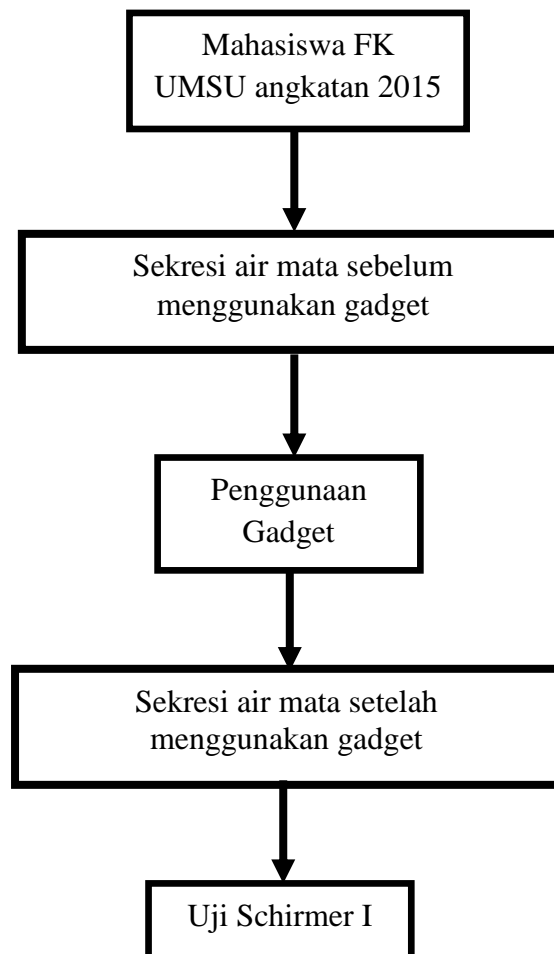 Mahasiswa FK
UMSU angkatan 2015
Sekresi air mata sebelum
menggunakan gadget
Penggunaan
Gadget
Sekresi air mata setelah
menggunakan gadget
Uji Schirmer I